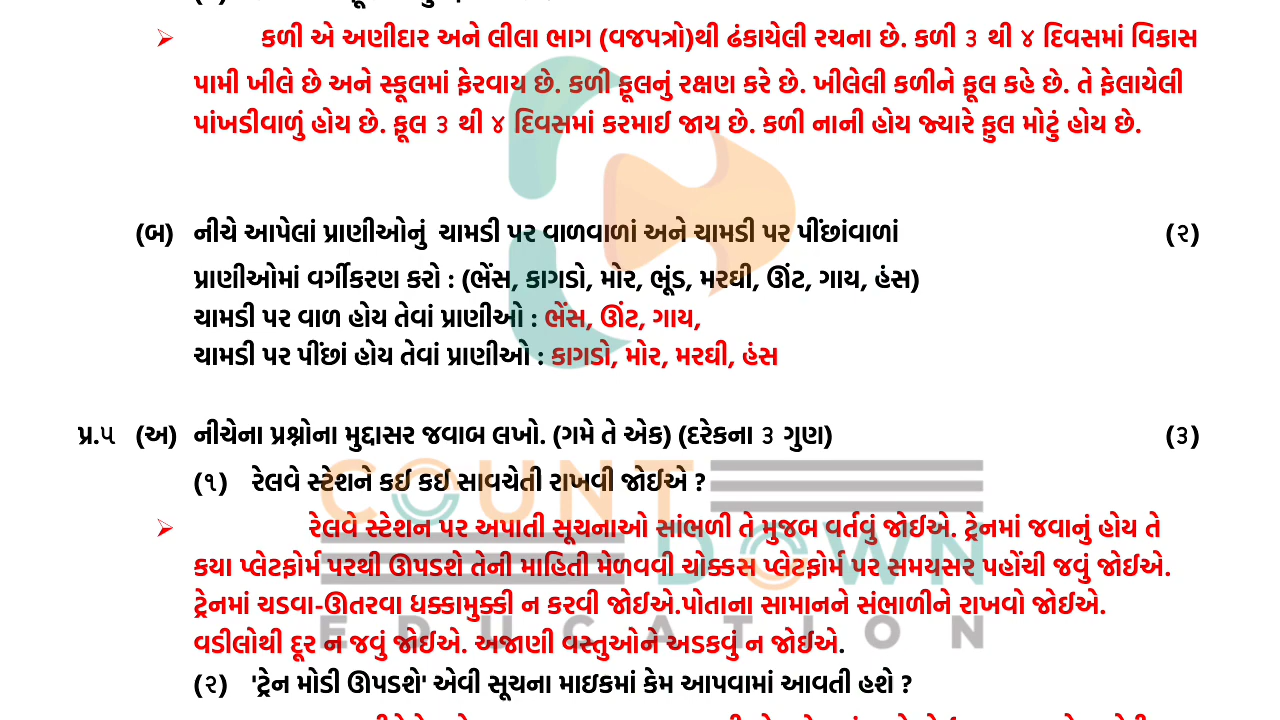 કળી એ અણીદાર અને લીલા ભાગ (વજપત્રો)થી ઢંકાયેલી રચના છે. કળી ૩ થી ૪ દિવસમાં વિકાસ
પામી ખીલે છે અને સ્ફૂલમાં ફેરવાય છે. કળી ફૂલનું રક્ષણ કરે છે. ખીલેલી કળીને ફૂલ કહે છે. તે ફેલાયેલી
પાંખડીવાળું હોય છે. ફૂલ ૩ થી ૪ દિવસમાં કરમાઈ જાય છે. કળી નાની હોય જ્યારે ફુલ મોટું હોય છે.
(બ) નીચે આપેલાં પ્રાણીઓનું ચામડી પર વાળવાળાં અને ચામડી પર પીંછાંવાળાં (૨)
પ્રાણીઓમાં વર્ગીકરણ કરો : (ભેંસ, કાગડો, મોર, ભૂંડ, મરઘી, ઊંટ, ગાય, હંસ)
ચામડી પર વાળ હોય તેવાં પ્રાણીઓ : ભેંસ, ઊંટ, ગાય,
ચામડી પર પીંછાં હોય તેવાં પ્રાણીઓ : કાગડો, મોર, મરઘી, હંસ
પ્ર.૫ (અ) નીચેના પ્રશ્નોના મુદ્દાસર જવાબ લખો. (ગમે તે એક) (દરેકના ૩ ગુણ) (૩)
(૧) રેલવે સ્ટેશને કઈ કઈ સાવચેતી રાખવી જોઈએ ?
રેલવે સ્ટેશન પર અપાતી સૂચનાઓ સાંભળી તે મુજબ વર્તવું જોઈએ. ટ્રેનમાં જવાનું હોય તે
કયા પ્લેટફોર્મ પરથી ઊપડશે તેની માહિતી મેળવવી ચોક્કસ પ્લેટફોર્મ પર સમયસર પહોંચી જવું જોઈએ.
ટ્રેનમાં ચડવા-ઊતરવા ધક્કામુક્કી ન કરવી જોઈએ.પોતાના સામાનને સંભાળીને રાખવો જોઈએ.
વડીલોથી દૂર ન જવું જોઈએ. અજાણી વસ્તુઓને અડકવું ન જોઈએ.
(૨) 'ટ્રેન મોડી ઊપડશે' એવી સૂચના માઇકમાં કેમ આપવામાં આવતી હશે ?
COUNT
DOWN
EDUCATION